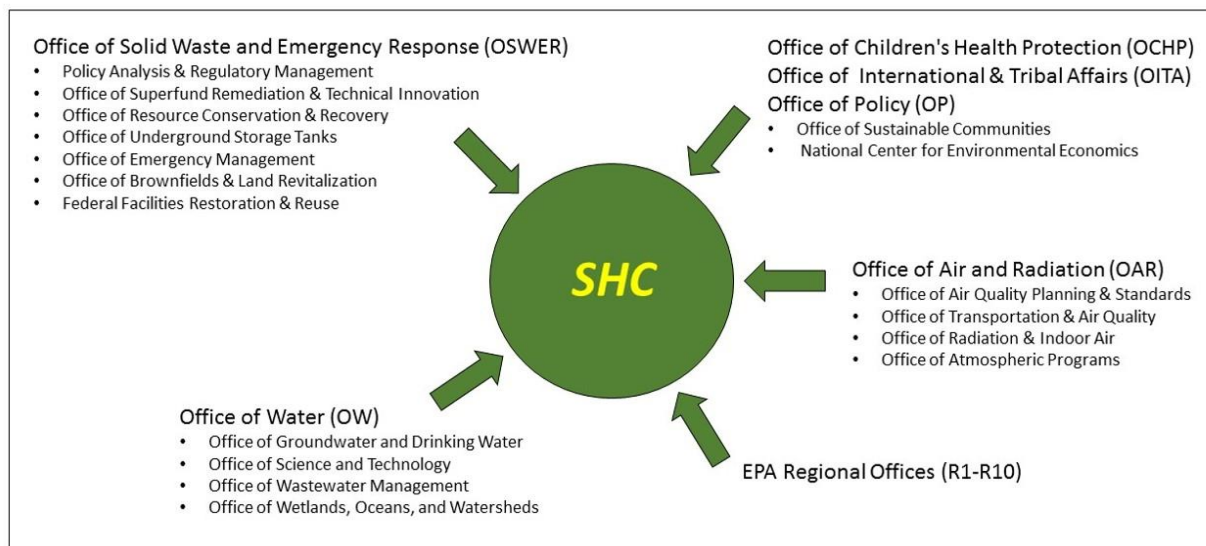 Office of Solid Waste and Emergency Response (OSWER)
• Policy Analysis & Regulatory Management
• Office of Superfund Remediation & Technical Innovation
• Office of Resource Conservation & Recovery
• Office of Underground Storage Tanks
• Office of Emergency Management
• Office of Brownfields & Land Revitalization
• Federal Facilities Restoration & Reuse
Office of Children's Health Protection (OCHP)
Office of International & Tribal Affairs (OITA)
Office of Policy (OP)
• Office of Sustainable Communities
• National Center for Environmental Economics
SHC
Office of Air and Radiation (OAR)
• Office of Air Quality Planning & Standards
• Office of Transportation & Air Quality
• Office of Radiation & Indoor Air
• Office of Atmospheric Programs
Office of Water (OW)
• Office of Groundwater and Drinking Water
• Office of Science and Technology
• Office of Wastewater Management
• Office of Wetlands, Oceans, and Watersheds
EPA Regional Offices (R1-R10)